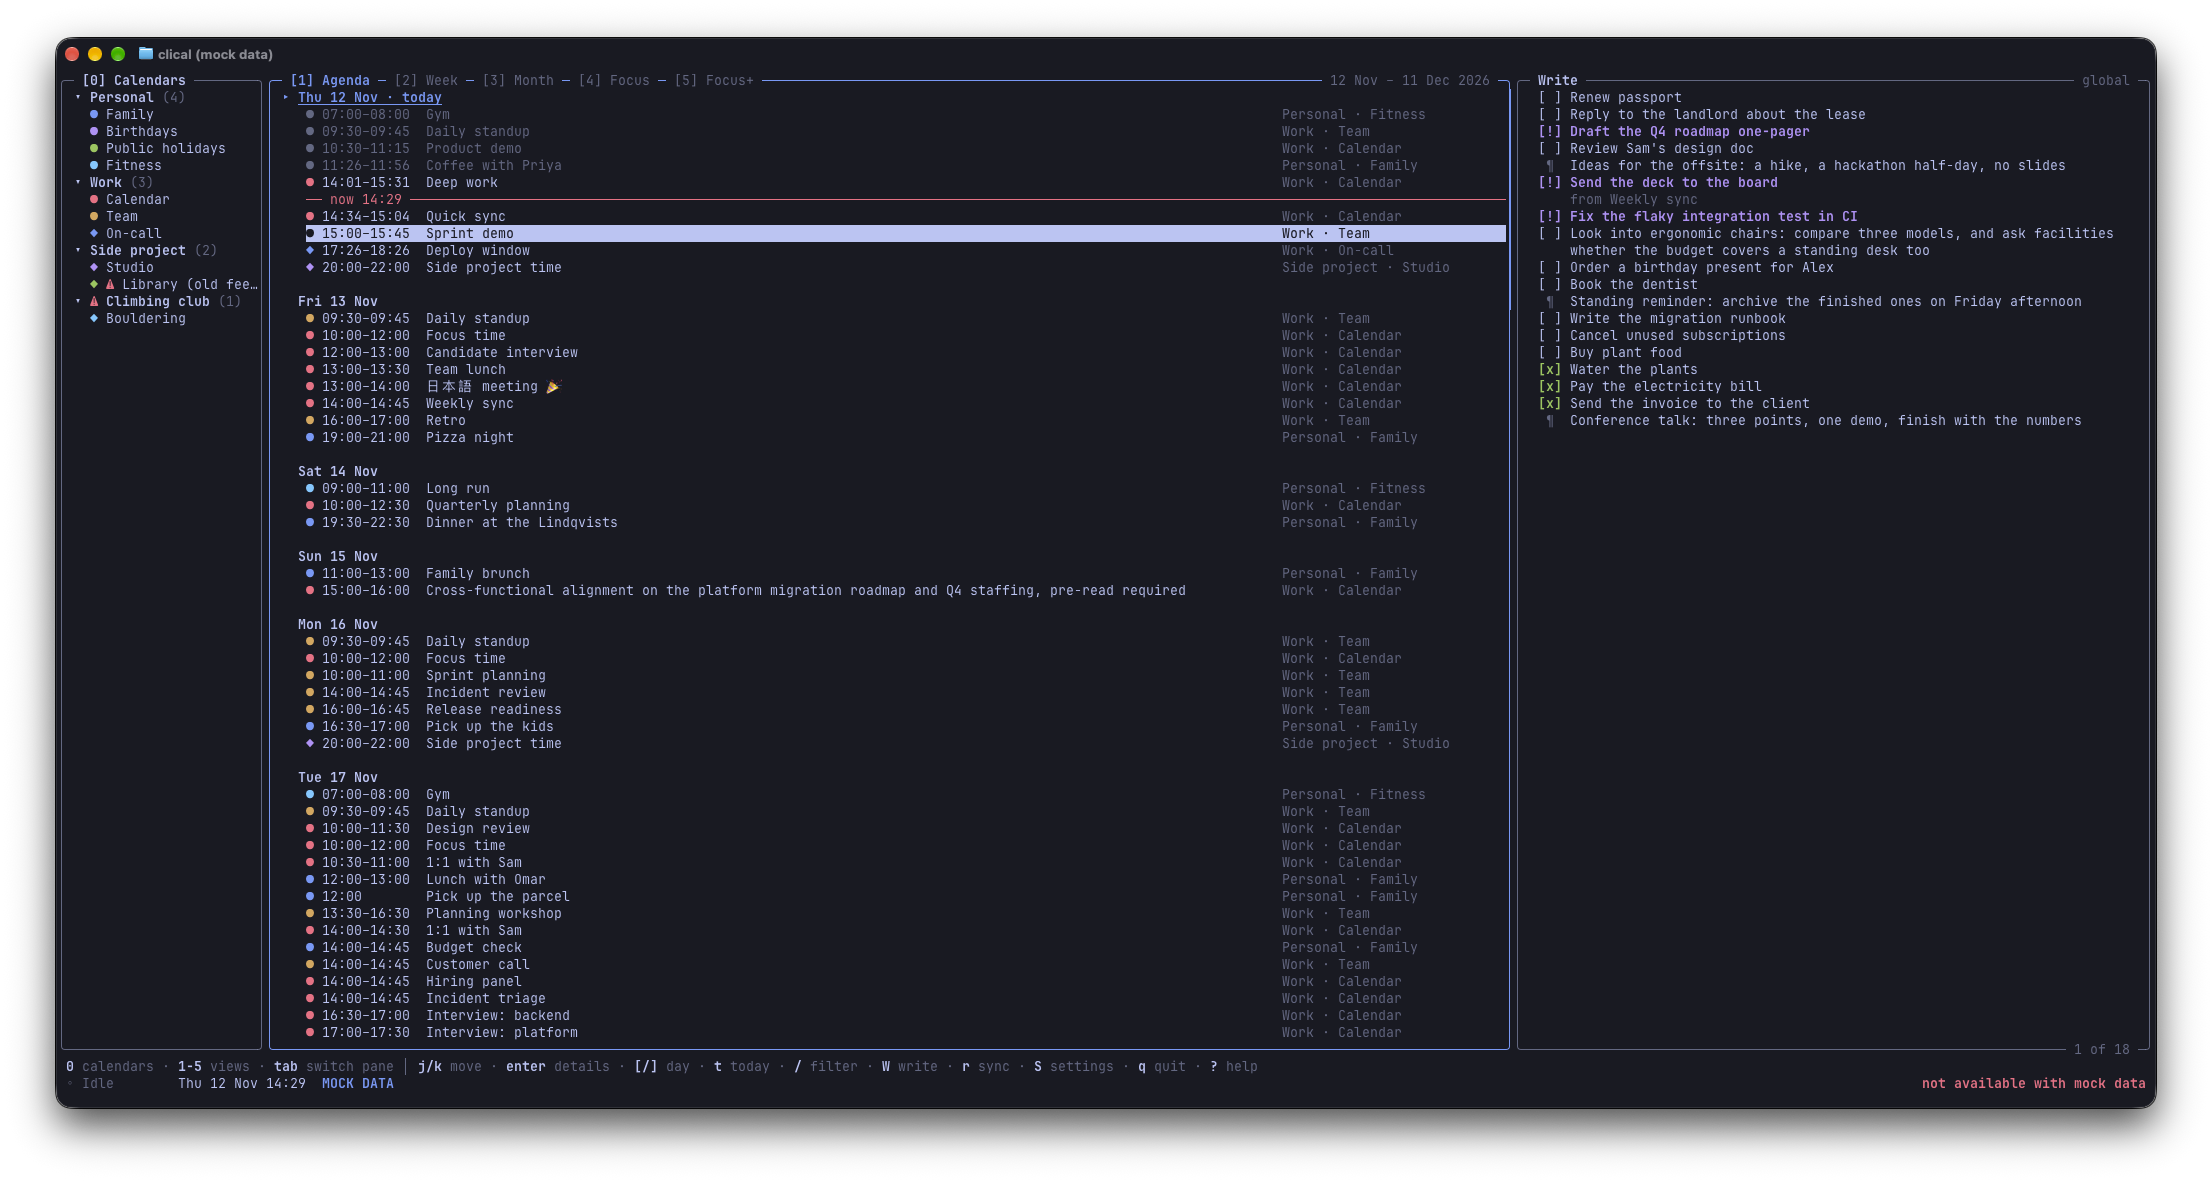 clical (mock data)
[0] Calendars
▾ Personal (4)
● Family
● Birthdays
● Public holidays
● Fitness
▾ Work (3)
● Calendar
● Team
◆ On-call
▾ Side project (2)
◆ Studio
◆ ▲ Library (old fee…
▾ ▲ Climbing club (1)
◆ Bouldering
[1] Agenda — [2] Week — [3] Month — [4] Focus — [5] Focus+ 12 Nov – 11 Dec 2026
▸ Thu 12 Nov · today
● 07:00–08:00 Gym Personal · Fitness
● 09:30–09:45 Daily standup Work · Team
● 10:30–11:15 Product demo Work · Calendar
● 11:26–11:56 Coffee with Priya Personal · Family
● 14:01–15:31 Deep work Work · Calendar
now 14:29
● 14:34–15:04 Quick sync Work · Calendar
● 15:00–15:45 Sprint demo Work · Team
◆ 17:26–18:26 Deploy window Work · On-call
◆ 20:00–22:00 Side project time Side project · Studio
Fri 13 Nov
● 09:30–09:45 Daily standup Work · Team
● 10:00–12:00 Focus time Work · Calendar
● 12:00–13:00 Candidate interview Work · Calendar
● 13:00–13:30 Team lunch Work · Calendar
● 13:00–14:00 日本語 meeting 🎉 Work · Calendar
● 14:00–14:45 Weekly sync Work · Calendar
● 16:00–17:00 Retro Work · Team
● 19:00–21:00 Pizza night Personal · Family
Sat 14 Nov
● 09:00–11:00 Long run Personal · Fitness
● 10:00–12:30 Quarterly planning Work · Calendar
● 19:30–22:30 Dinner at the Lindqvists Personal · Family
Sun 15 Nov
● 11:00–13:00 Family brunch Personal · Family
● 15:00–16:00 Cross-functional alignment on the platform migration roadmap and Q4 staffing, pre-read required Work · Calendar
Mon 16 Nov
● 09:30–09:45 Daily standup Work · Team
● 10:00–12:00 Focus time Work · Calendar
● 10:00–11:00 Sprint planning Work · Team
● 14:00–14:45 Incident review Work · Team
● 16:00–16:45 Release readiness Work · Team
● 16:30–17:00 Pick up the kids Personal · Family
◆ 20:00–22:00 Side project time Side project · Studio
Tue 17 Nov
● 07:00–08:00 Gym Personal · Fitness
● 09:30–09:45 Daily standup Work · Team
● 10:00–11:30 Design review Work · Calendar
● 10:00–12:00 Focus time Work · Calendar
● 10:30–11:00 1:1 with Sam Work · Calendar
● 12:00–13:00 Lunch with Omar Personal · Family
● 12:00 Pick up the parcel Personal · Family
● 13:30–16:30 Planning workshop Work · Team
● 14:00–14:30 1:1 with Sam Work · Calendar
● 14:00–14:45 Budget check Personal · Family
● 14:00–14:45 Customer call Work · Team
● 14:00–14:45 Hiring panel Work · Calendar
● 14:00–14:45 Incident triage Work · Calendar
● 16:30–17:00 Interview: backend Work · Calendar
● 17:00–17:30 Interview: platform Work · Calendar
Write global
[ ] Renew passport
[ ] Reply to the landlord about the lease
[!] Draft the Q4 roadmap one-pager
[ ] Review Sam's design doc
¶ Ideas for the offsite: a hike, a hackathon half-day, no slides
[!] Send the deck to the board
from Weekly sync
[!] Fix the flaky integration test in CI
[ ] Look into ergonomic chairs: compare three models, and ask facilities
whether the budget covers a standing desk too
[ ] Order a birthday present for Alex
[ ] Book the dentist
¶ Standing reminder: archive the finished ones on Friday afternoon
[ ] Write the migration runbook
[ ] Cancel unused subscriptions
[ ] Buy plant food
[x] Water the plants
[x] Pay the electricity bill
[x] Send the invoice to the client
¶ Conference talk: three points, one demo, finish with the numbers
1 of 18
0 calendars · 1-5 views · tab switch pane │ j/k move · enter details · [/] day · t today · / filter · W write · r sync · S settings · q quit · ? help
◦ Idle Thu 12 Nov 14:29 MOCK DATA not available with mock data